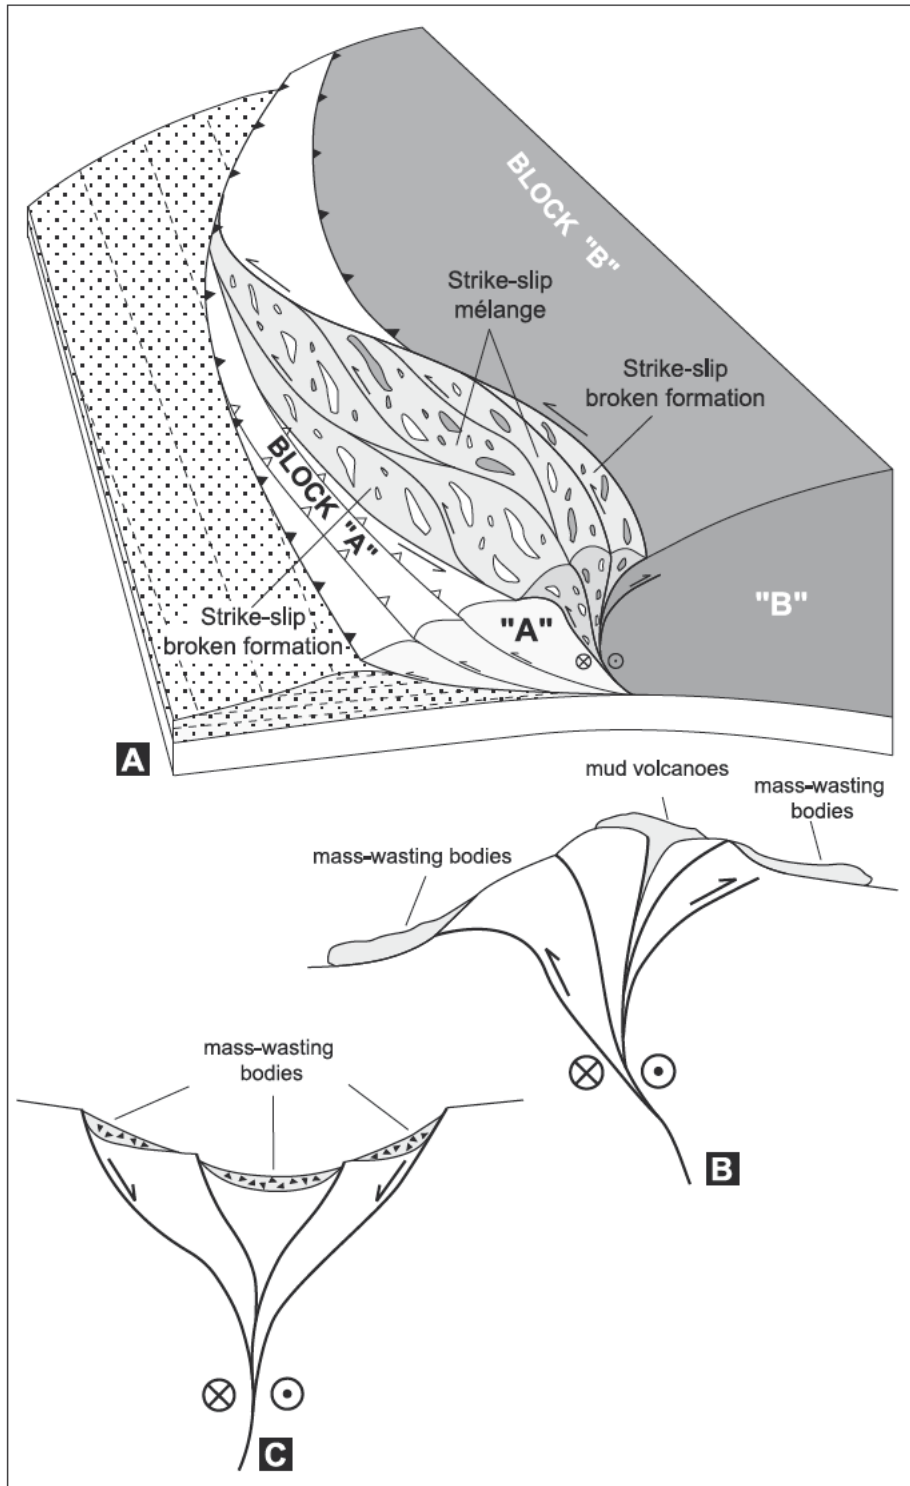 BLOCK "B"
Strike-slip
mélange
Strike-slip
broken formation
BLOCK "A"
"B"
"A"
Strike-slip
broken formation
A
mud volcanoes
mass-wasting
bodies
mass-wasting bodies
mass-wasting
bodies
B
C